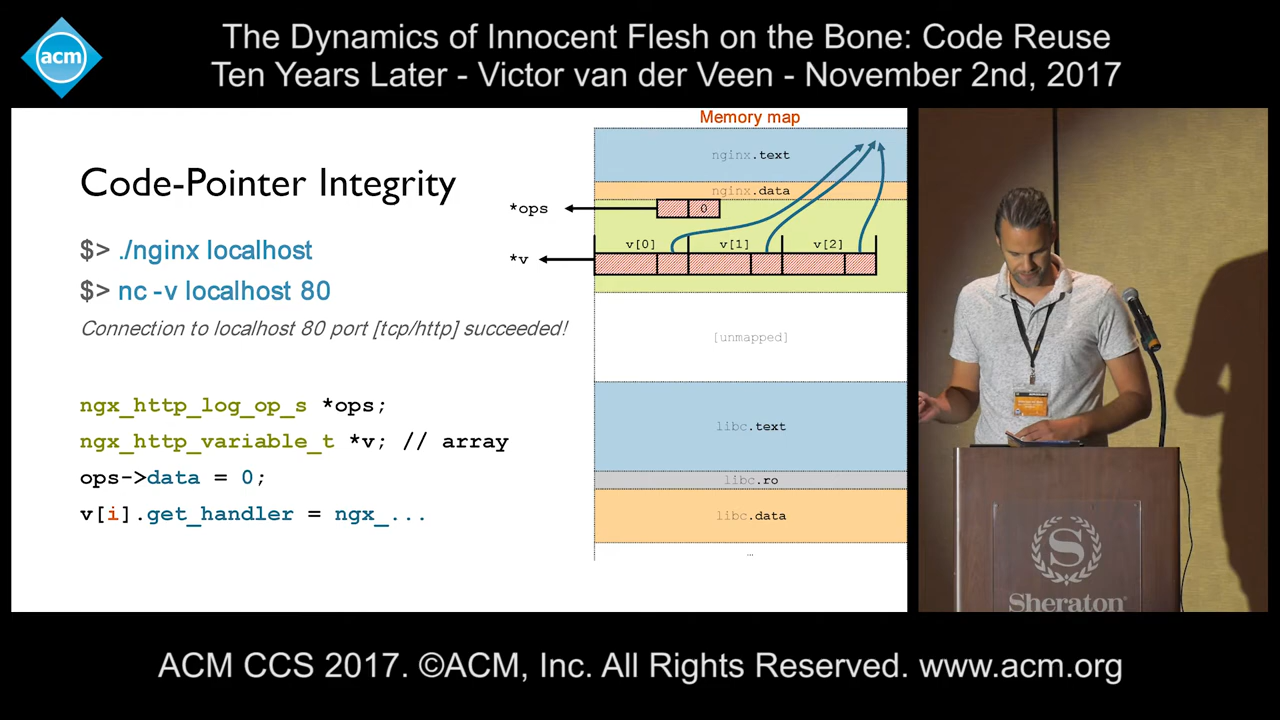 acm
The Dynamics of Innocent Flesh on the Bone: Code Reuse
Ten Years Later - Victor van der Veen - November 2nd, 2017
Code-Pointer Integrity
$> ./nginx localhost
$> nc -v localhost 80
Connection to localhost 80 port [tcp/http] succeeded!
ngx_http_log_op_s *ops;
ngx_http_variable_t *v; // array
ops->data = 0;
v[i].get_handler = ngx_...
Memory map
nginx.text
nginx.data
*ops
0
v[0] v[1] v[2]
*v
[unmapped]
libc.text
libc.ro
libc.data
…
S
Sheraton®
ACM CCS 2017. ©ACM, Inc. All Rights Reserved. www.acm.org